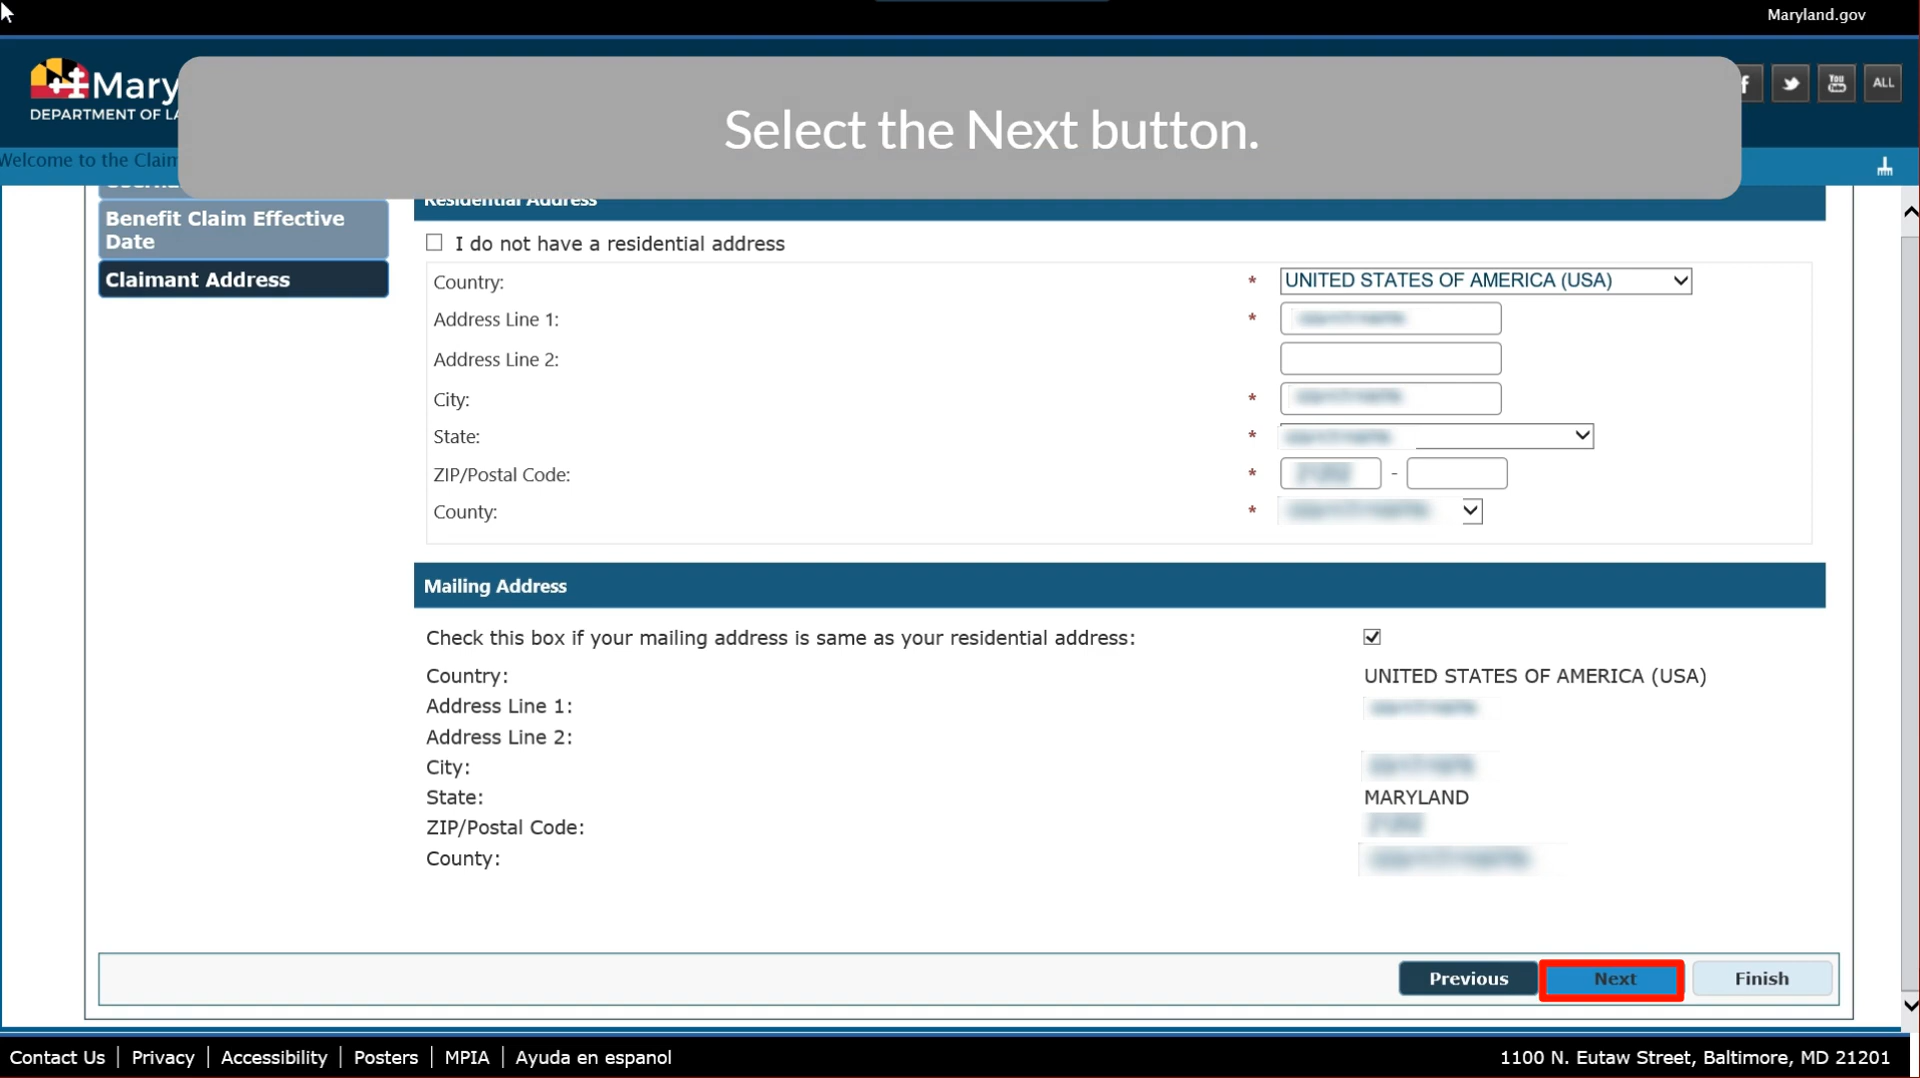 Maryland.gov
Mary
DEPARTMENT OF LA
f
You
ALL
Select the Next button.
Welcome to the Claim
Benefit Claim Effective
Date
Claimant Address
Residential Address
I do not have a residential address
Country: * UNITED STATES OF AMERICA (USA)
Address Line 1: *
Address Line 2:
City: *
State: *
ZIP/Postal Code: * -
County: *
Mailing Address
Check this box if your mailing address is same as your residential address:
Country: UNITED STATES OF AMERICA (USA)
Address Line 1:
Address Line 2:
City:
State: MARYLAND
ZIP/Postal Code:
County:
Previous Next Finish
Contact Us | Privacy | Accessibility | Posters | MPIA | Ayuda en espanol 1100 N. Eutaw Street, Baltimore, MD 21201